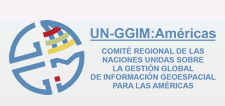 UN-GGIM:Américas
COMITÉ REGIONAL DE LAS
NACIONES UNIDAS SOBRE
LA GESTIÓN GLOBAL
DE INFORMACIÓN GEOESPACIAL
PARA LAS AMÉRICAS